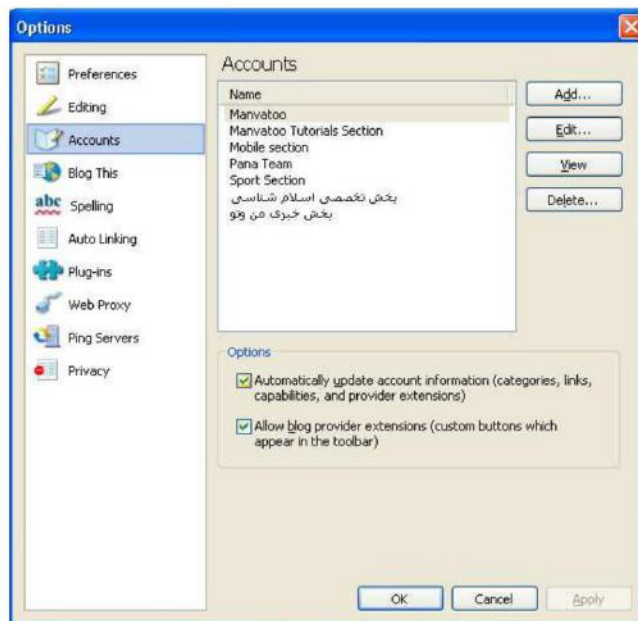 Options
Preferences
Editing
Accounts
Blog This
abc
Spelling
Auto Linking
Plug-ins
Web Proxy
Ping Servers
Privacy
Accounts
Name
Manvatoo
Manvatoo Tutorials Section
Mobile section
Pana Team
Sport Section
بخش تخصصی اسلام شناسی
بخش خبری من وتو
Add...
Edit...
View
Delete...
Options
Automatically update account information (categories, links,
capabilities, and provider extensions)
Allow blog provider extensions (custom buttons which
appear in the toolbar)
OK
Cancel
Apply